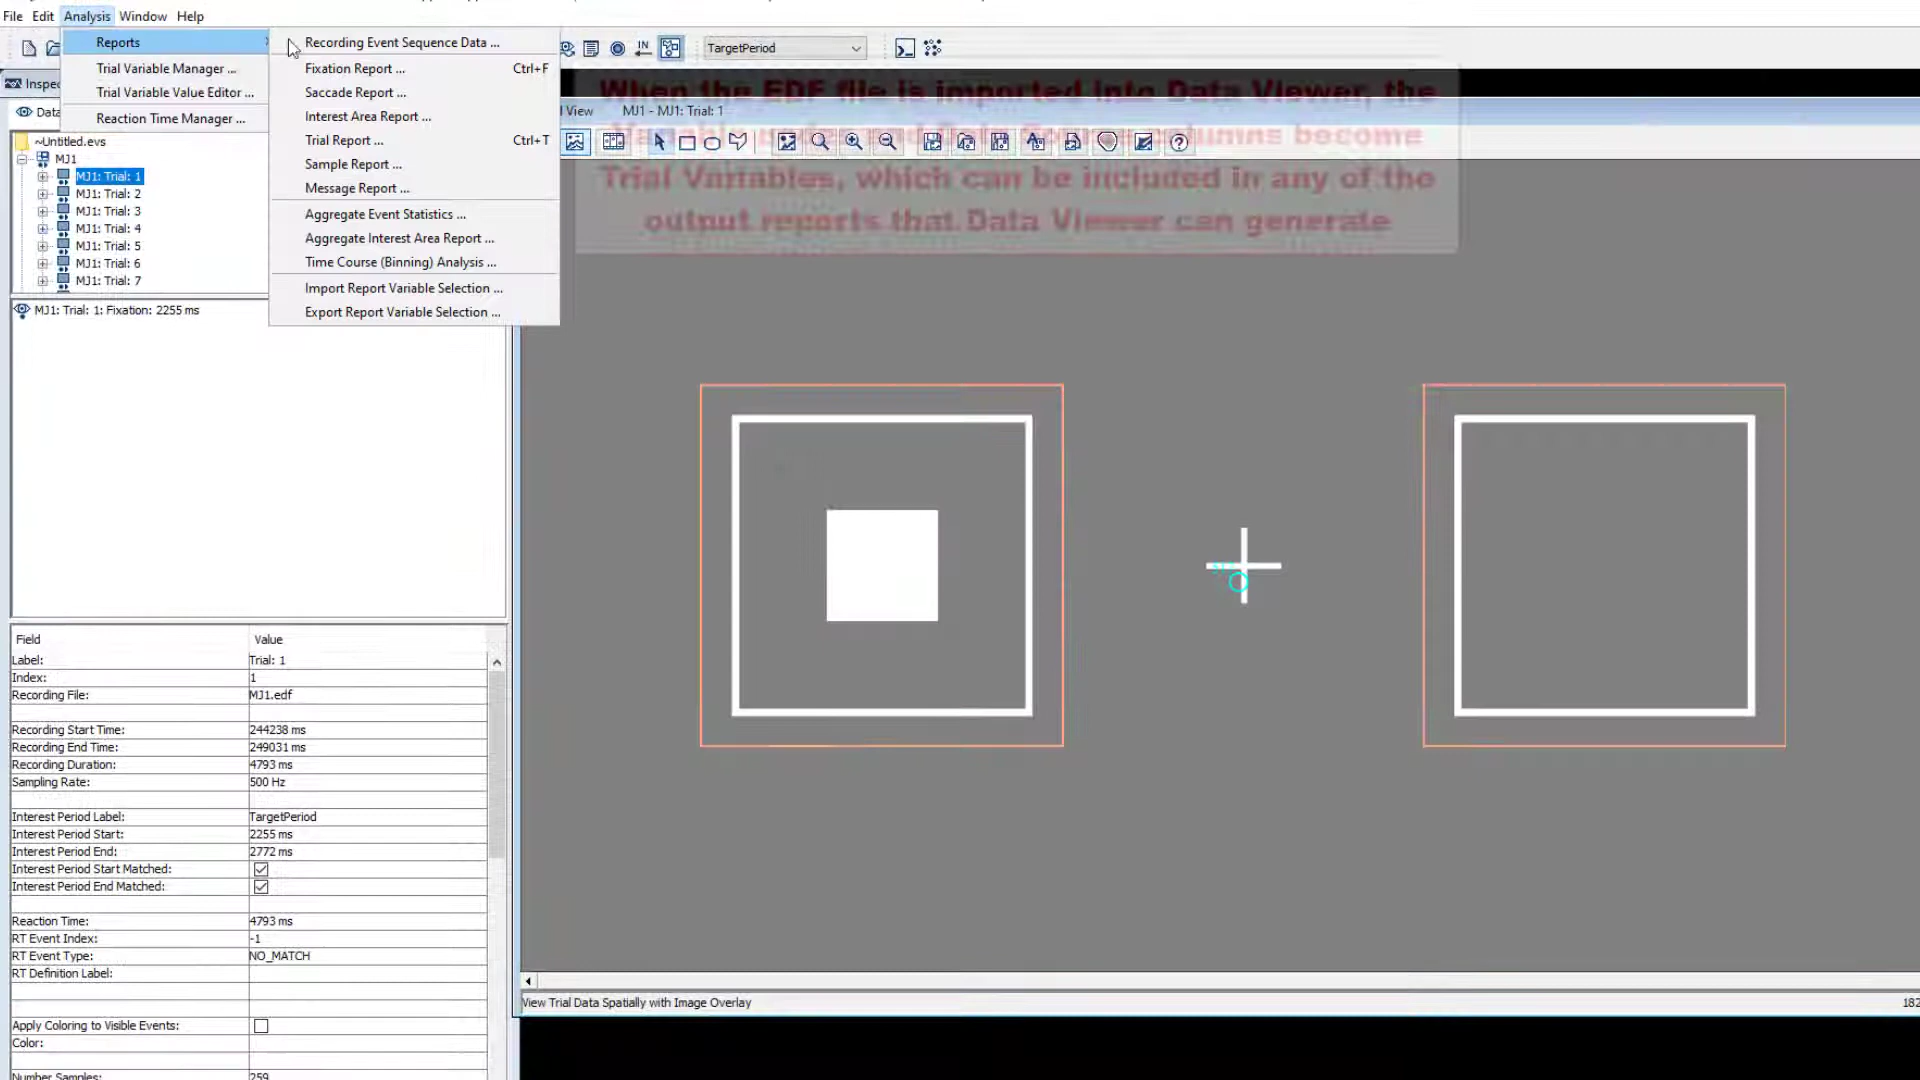 File Edit Analysis Window Help
Reports
Trial Variable Manager ...
Trial Variable Value Editor ...
Reaction Time Manager ...
Recording Event Sequence Data ...
Fixation Report ... Ctrl+F
Saccade Report ...
Interest Area Report ...
Trial Report ... Ctrl+T
Sample Report ...
Message Report ...
Aggregate Event Statistics ...
Aggregate Interest Area Report ...
Time Course (Binning) Analysis ...
Import Report Variable Selection ...
Export Report Variable Selection ...
IN
TargetPeriod
When the EDF file is imported into Data Viewer, the
columns become
Trial Variables, which can be included in any of the
output reports that Data Viewer can generate
View MJ1 - MJ1: Trial: 1
Inspec
Data
~Untitled.evs
MJ1
MJ1: Trial: 1
MJ1: Trial: 2
MJ1: Trial: 3
MJ1: Trial: 4
MJ1: Trial: 5
MJ1: Trial: 6
MJ1: Trial: 7
MJ1: Trial: 1: Fixation: 2255 ms
Field Value
Label: Trial: 1
Index: 1
Recording File: MJ1.edf
Recording Start Time: 244238 ms
Recording End Time: 249031 ms
Recording Duration: 4793 ms
Sampling Rate: 500 Hz
Interest Period Label: TargetPeriod
Interest Period Start: 2255 ms
Interest Period End: 2772 ms
Interest Period Start Matched:
Interest Period End Matched:
Reaction Time: 4793 ms
RT Event Index: -1
RT Event Type: NO_MATCH
RT Definition Label:
Apply Coloring to Visible Events:
Color:
Number Samples: 259
View Trial Data Spatially with Image Overlay
182